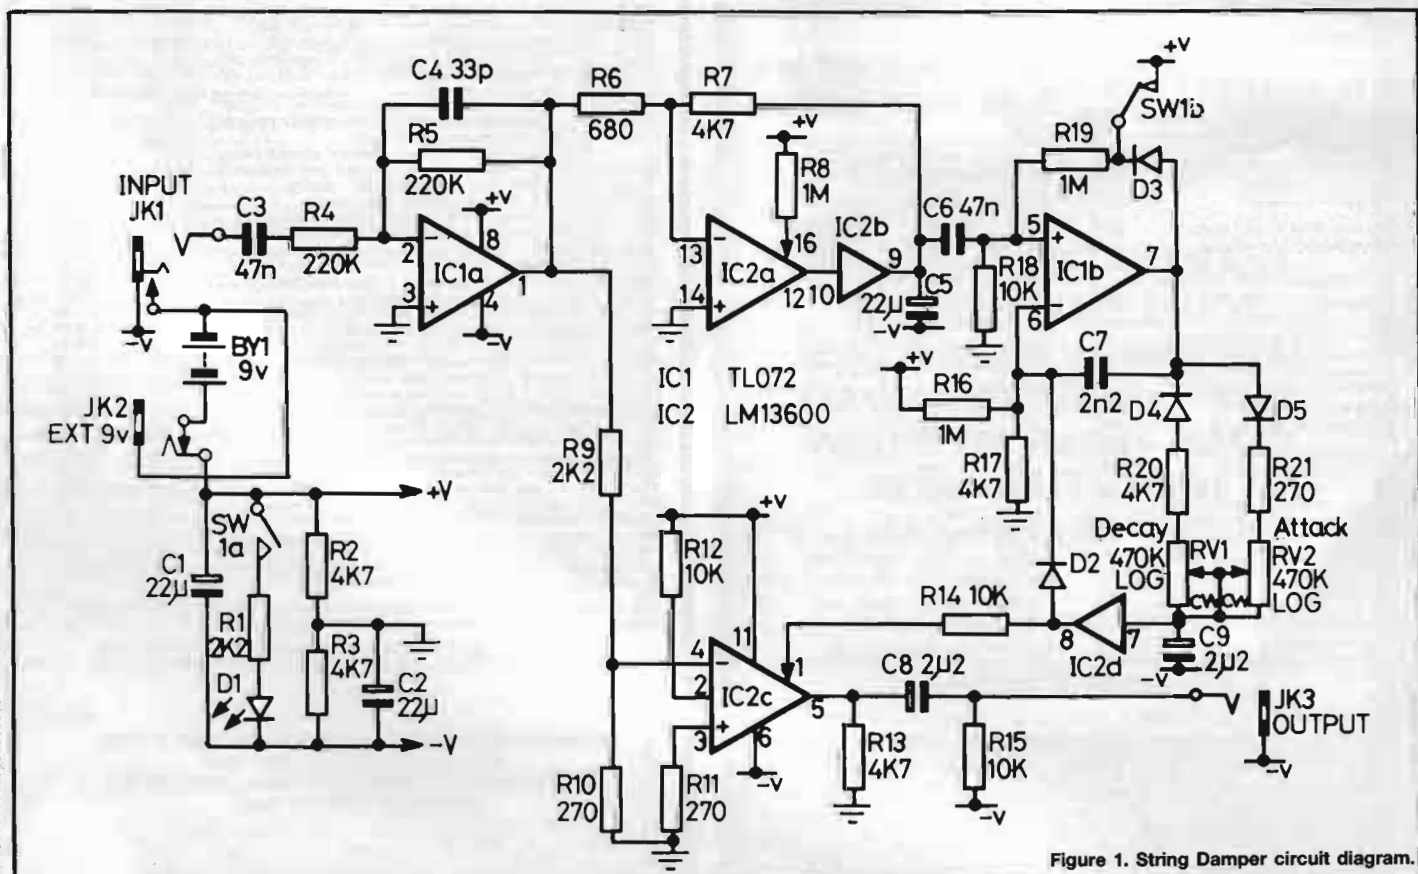 INPUT
JK1
C3
47n
R4
220K
C4 33p
R5
220K
+V
2
-
8
IC1a
3
+
4
1
-V
R6
680
R7
4K7
+V
R8
1M
13
-
16
IC2a
14
+
12
IC2b
10
9
C5
22µ
-V
C6 47n
R18
10K
+V
SW1b
R19
1M
D3
5
+
IC1b
7
-
6
-V
BY1
9v
JK2
EXT 9v
IC1 TL072
IC2 LM13600
+V
R16
1M
C7
2n2
D4
D5
R17
4K7
R20
4K7
R21
270
Decay
470K
LOG
RV1
Attack
RV2
470K
LOG
CW
CW
R9
2K2
+V
SW
1a
C1
22µ
R1
2K2
D1
R2
4K7
R3
4K7
C2
22µ
-V
+V
R12
10K
D2
R14 10K
8
7
IC2d
C9
2µ2
-V
4
-
11
1
2
IC2c
5
3
+
6
-V
C8 2µ2
R10
270
R11
270
R13
4K7
R15
10K
-V
JK3
OUTPUT
-V
Figure 1. String Damper circuit diagram.